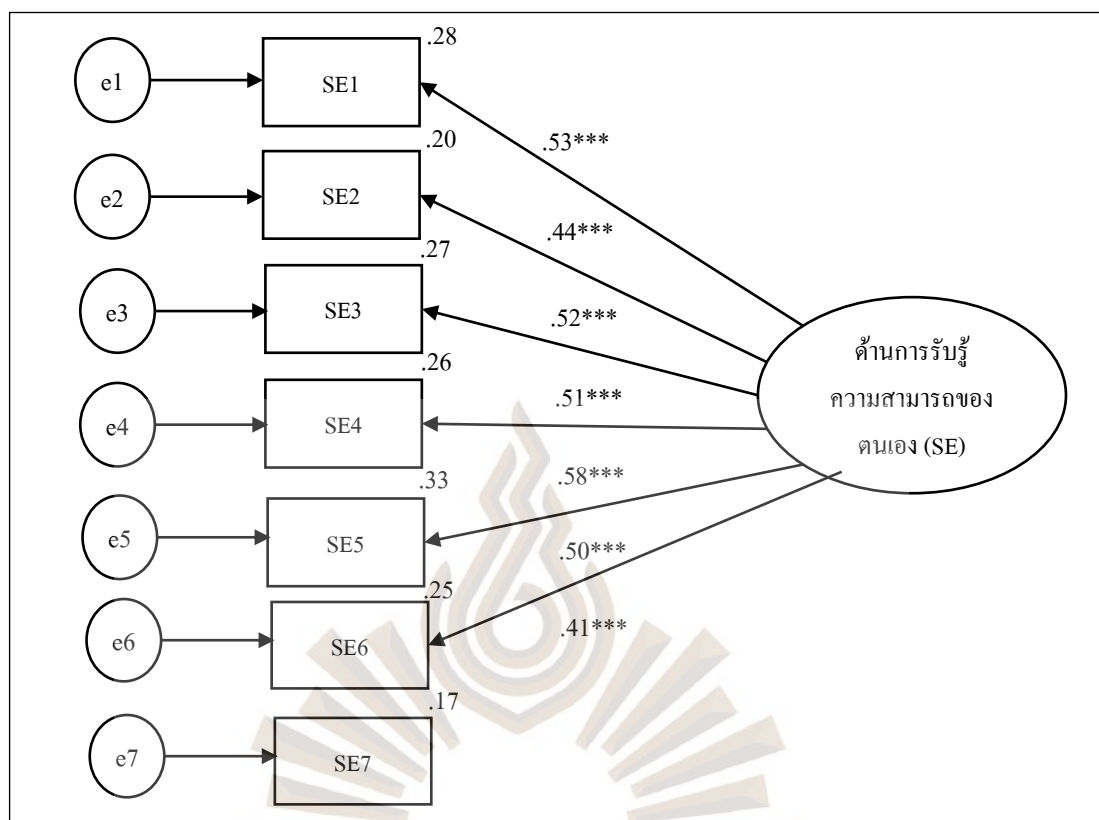 .28
e1
SE1
.53***
.20
e2
SE2
.44***
.27
e3
SE3
.52***
ด้านการรับรู้
ความสามารถของ
ตนเอง (SE)
.26
e4
SE4
.51***
.33
e5
SE5
.58***
.25
e6
SE6
.50***
.41***
.17
e7
SE7